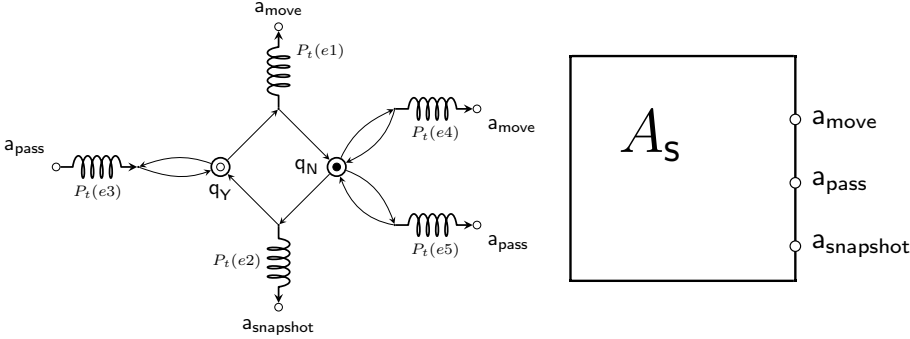 a_move
P_t(e1)
a_pass
P_t(e3)
q_Y
q_N
P_t(e4)
a_move
P_t(e2)
P_t(e5)
a_pass
a_snapshot
A_s
a_move
a_pass
a_snapshot